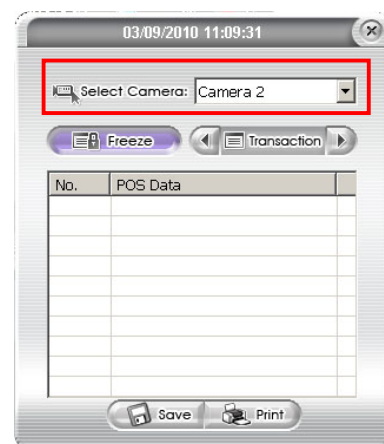 03/09/2010 11:09:31
Select Camera: Camera 2
Freeze Transaction
No. POS Data
Save Print